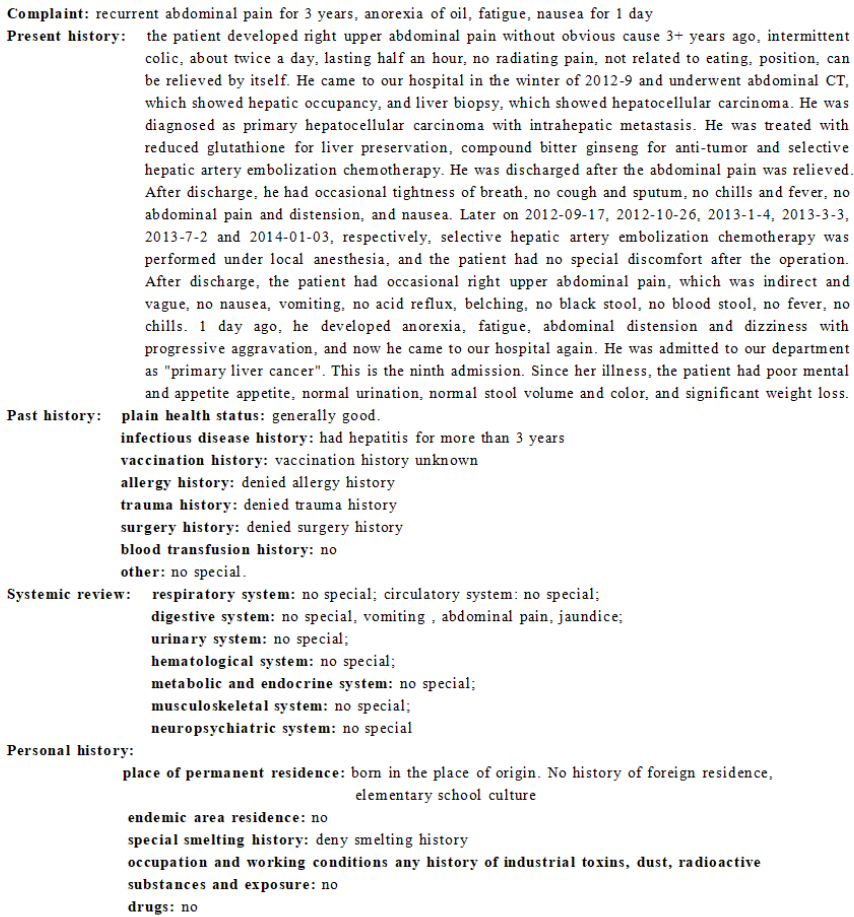 Complaint: recurrent abdominal pain for 3 years, anorexia of oil, fatigue, nausea for 1 day
Present history: the patient developed right upper abdominal pain without obvious cause 3+ years ago, intermittent
colic, about twice a day, lasting half an hour, no radiating pain, not related to eating, position, can
be relieved by itself. He came to our hospital in the winter of 2012-9 and underwent abdominal CT,
which showed hepatic occupancy, and liver biopsy, which showed hepatocellular carcinoma. He was
diagnosed as primary hepatocellular carcinoma with intrahepatic metastasis. He was treated with
reduced glutathione for liver preservation, compound bitter ginseng for anti-tumor and selective
hepatic artery embolization chemotherapy. He was discharged after the abdominal pain was relieved.
After discharge, he had occasional tightness of breath, no cough and sputum, no chills and fever, no
abdominal pain and distension, and nausea. Later on 2012-09-17, 2012-10-26, 2013-1-4, 2013-3-3,
2013-7-2 and 2014-01-03, respectively, selective hepatic artery embolization chemotherapy was
performed under local anesthesia, and the patient had no special discomfort after the operation.
After discharge, the patient had occasional right upper abdominal pain, which was indirect and
vague, no nausea, vomiting, no acid reflux, belching, no black stool, no blood stool, no fever, no
chills. 1 day ago, he developed anorexia, fatigue, abdominal distension and dizziness with
progressive aggravation, and now he came to our hospital again. He was admitted to our department
as "primary liver cancer". This is the ninth admission. Since her illness, the patient had poor mental
and appetite appetite, normal urination, normal stool volume and color, and significant weight loss.
Past history: plain health status: generally good.
infectious disease history: had hepatitis for more than 3 years
vaccination history: vaccination history unknown
allergy history: denied allergy history
trauma history: denied trauma history
surgery history: denied surgery history
blood transfusion history: no
other: no special.
Systemic review: respiratory system: no special; circulatory system: no special;
digestive system: no special, vomiting , abdominal pain, jaundice;
urinary system: no special;
hematological system: no special;
metabolic and endocrine system: no special;
musculoskeletal system: no special;
neuropsychiatric system: no special
Personal history:
place of permanent residence: born in the place of origin. No history of foreign residence,
elementary school culture
endemic area residence: no
special smelting history: deny smelting history
occupation and working conditions any history of industrial toxins, dust, radioactive
substances and exposure: no
drugs: no